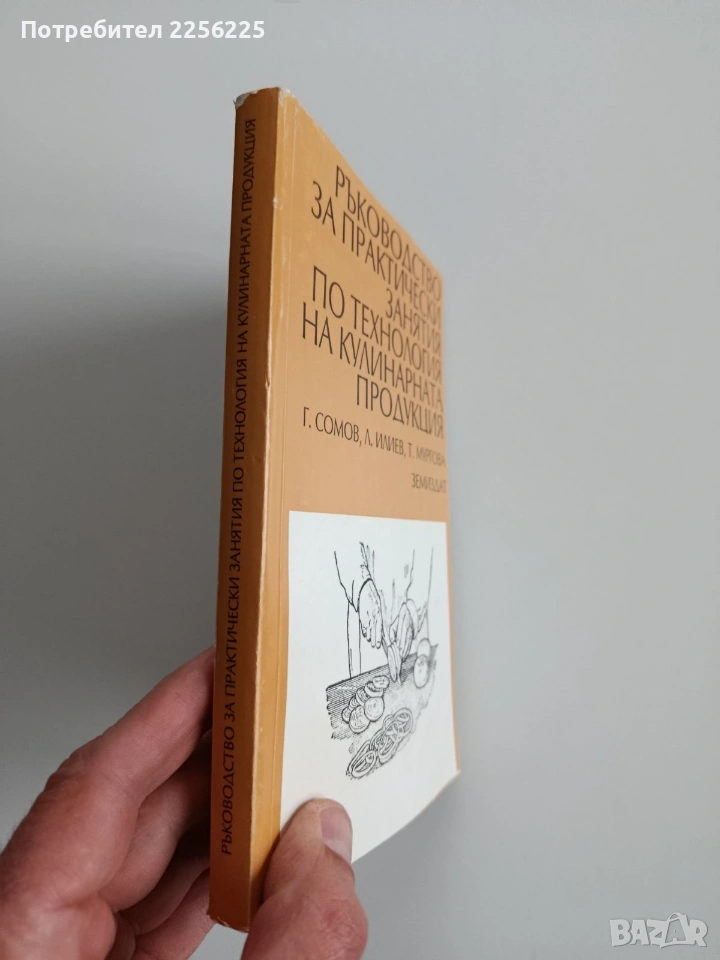 Потребител 2256225
РЪКОВОДСТВО ЗА ПРАКТИЧЕСКИ ЗАНЯТИЯ ПО ТЕХНОЛОГИЯ НА КУЛИНАРНАТА ПРОДУКЦИЯ
РЪКОВОДСТВО
ЗА ПРАКТИЧЕСКИ
ЗАНЯТИЯ
ПО ТЕХНОЛОГИЯ
НА КУЛИНАРНАТА
ПРОДУКЦИЯ
Г. СОМОВ, Л. ИЛИЕВ, Т. МУРГОВА
ЗЕМИЗДАТ
BAZAR